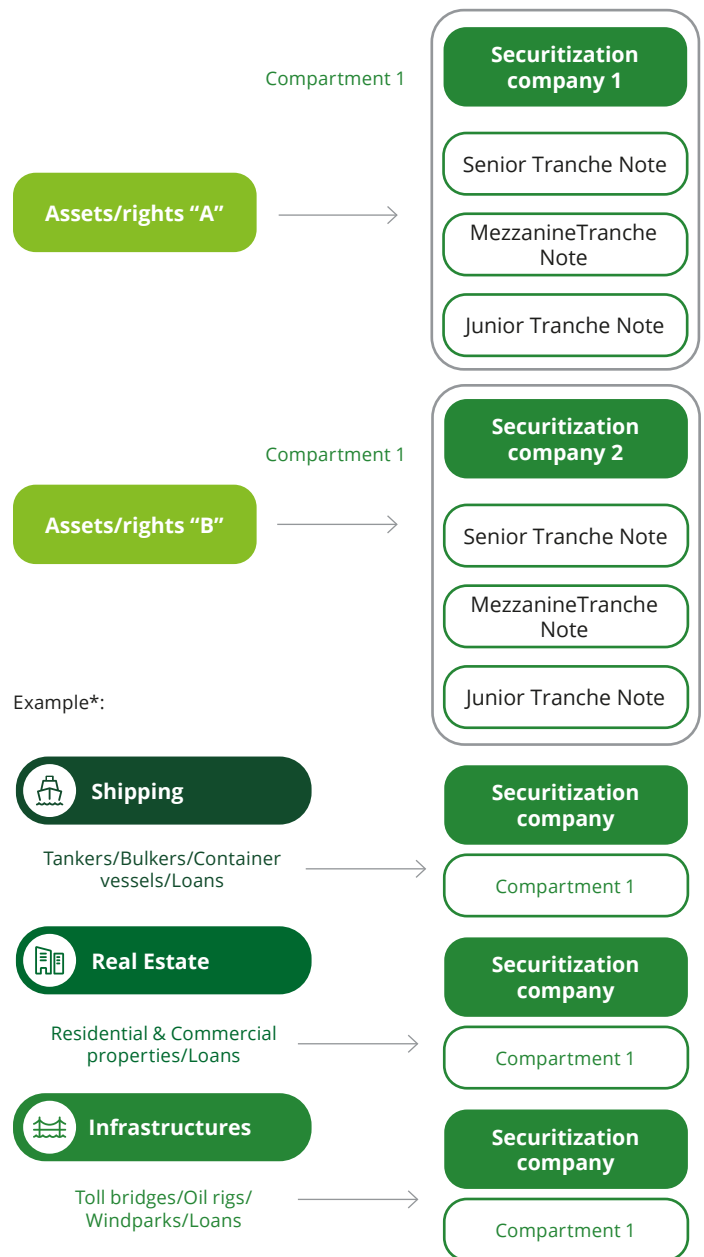 Compartment 1
Securitization
company 1
Senior Tranche Note
Assets/rights “A”
MezzanineTranche
Note
Junior Tranche Note
Compartment 1
Securitization
company 2
Assets/rights “B”
Senior Tranche Note
MezzanineTranche
Note
Junior Tranche Note
Example*:
Shipping
Tankers/Bulkers/Container
vessels/Loans
Securitization
company
Compartment 1
Real Estate
Residential & Commercial
properties/Loans
Securitization
company
Compartment 1
Infrastructures
Toll bridges/Oil rigs/
Windparks/Loans
Securitization
company
Compartment 1